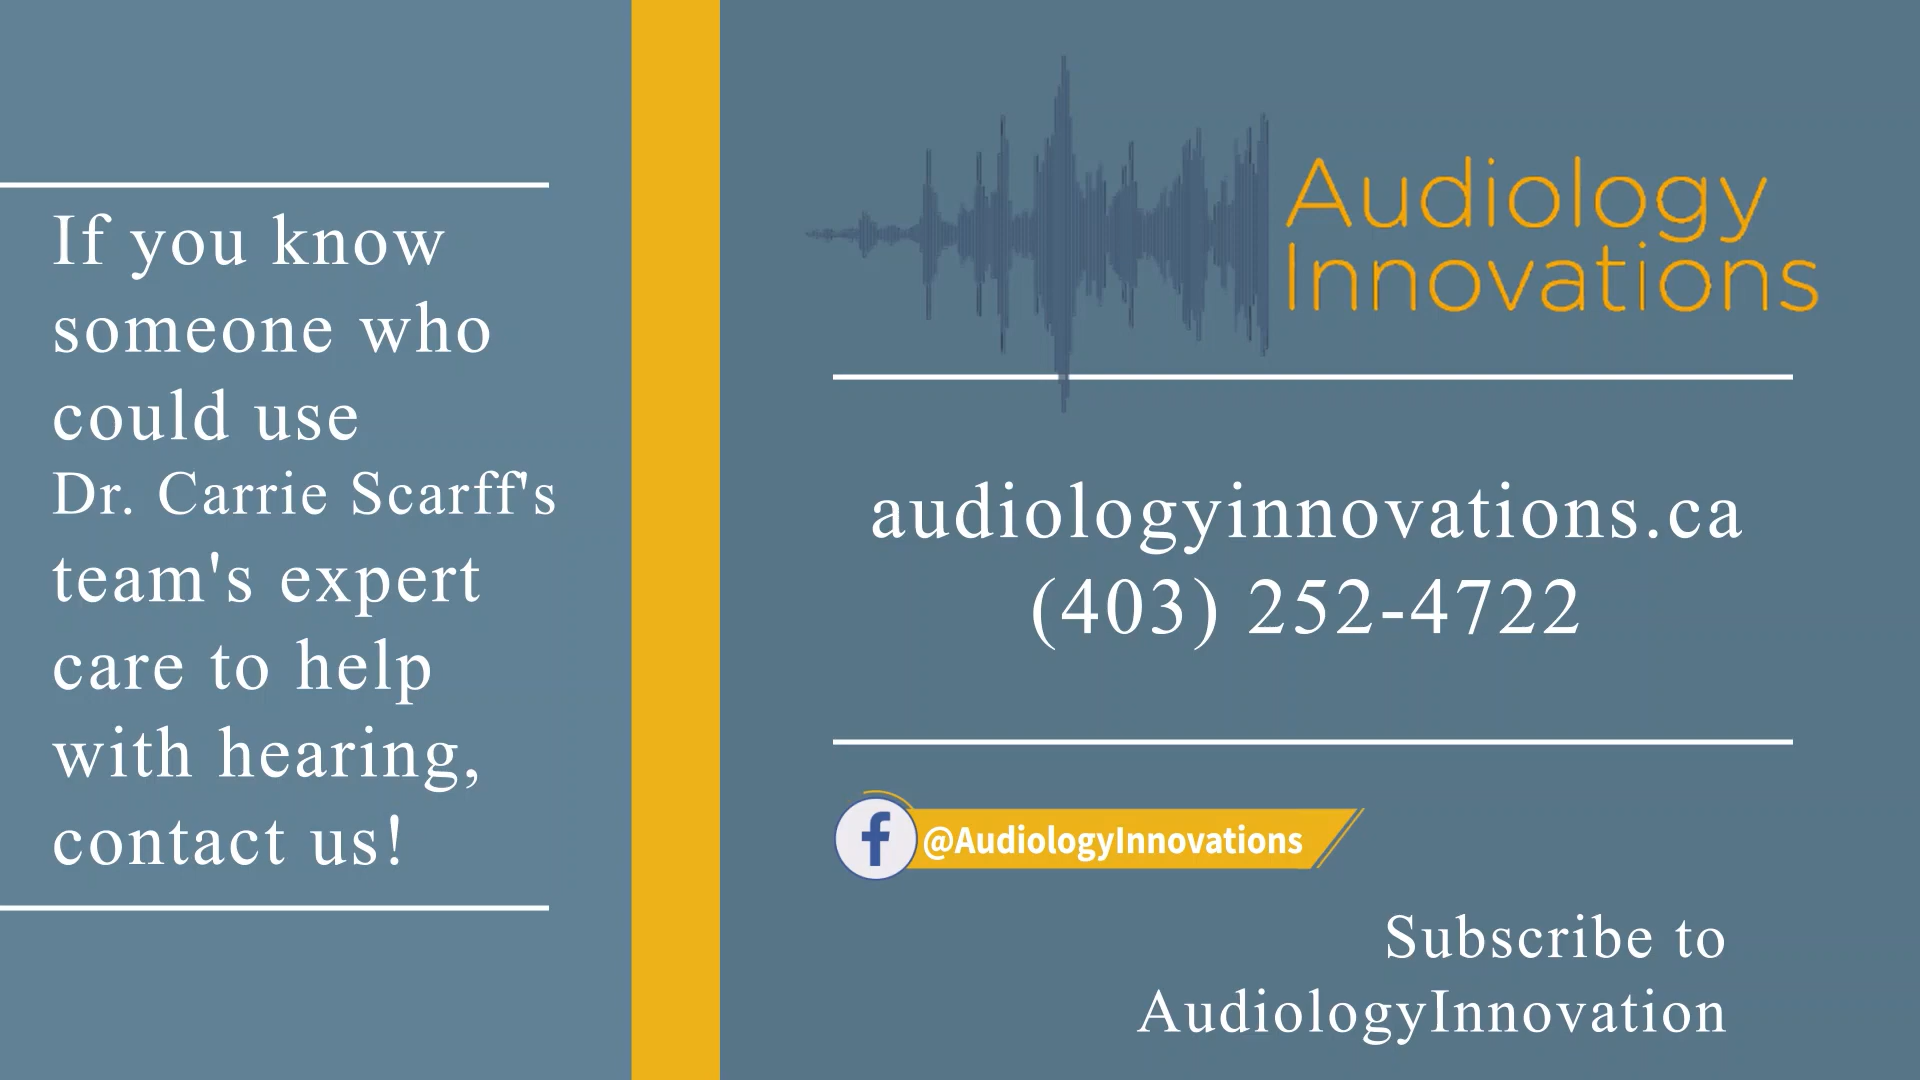 If you know
someone who
could use
Dr. Carrie Scarff's
team's expert
care to help
with hearing,
contact us!
Audiology
Innovations
audiologyinnovations.ca
(403) 252-4722
@AudiologyInnovations
Subscribe to
AudiologyInnovation